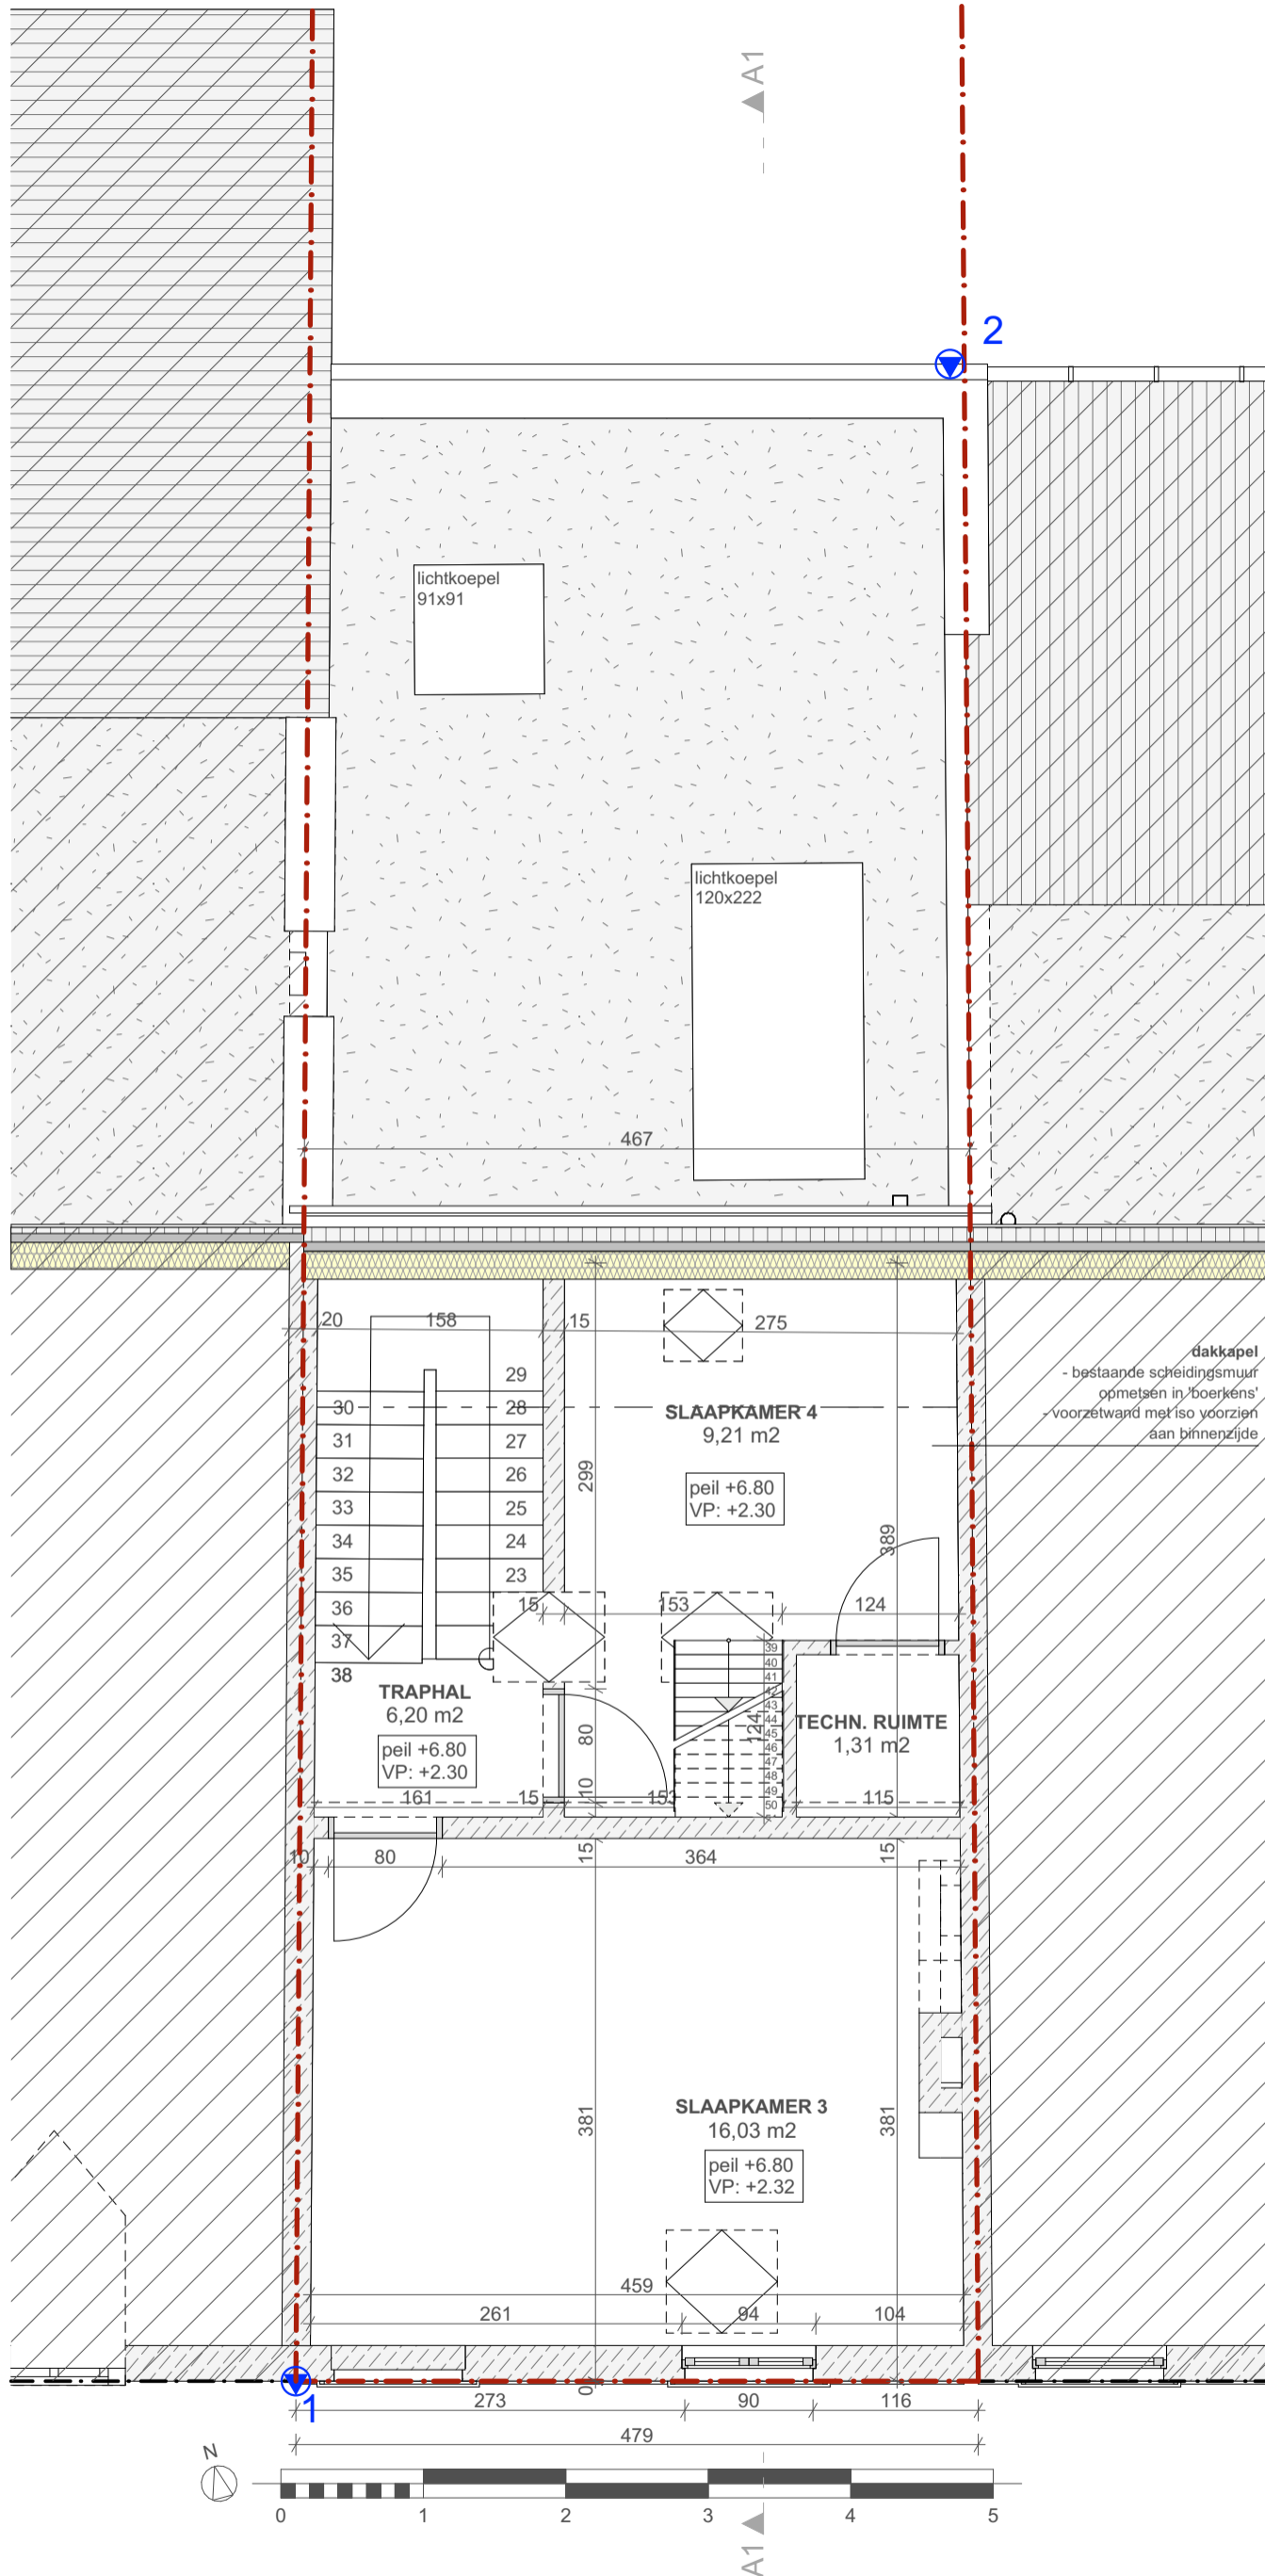 A1
2
lichtkoepel
91x91
lichtkoepel
120x222
467
20
158
15
275
dakkapel
- bestaande scheidingsmuur
opmetsen in 'boerkens'
- voorzetwand met iso voorzien
aan binnenzijde
29
30
28
31
27
32
26
33
25
34
24
35
23
36
37
38
SLAAPKAMER 4
9,21 m2
peil +6.80
VP: +2.30
299
389
15
153
124
39
40
41
42
43
44
45
46
47
48
49
50
124
TRAPHAL
6,20 m2
peil +6.80
VP: +2.30
80
10
TECHN. RUIMTE
1,31 m2
161
15
153
115
10
80
15
364
15
381
381
SLAAPKAMER 3
16,03 m2
peil +6.80
VP: +2.32
459
261
94
104
0
1
273
90
116
479
N
0
1
2
3
4
5
A1